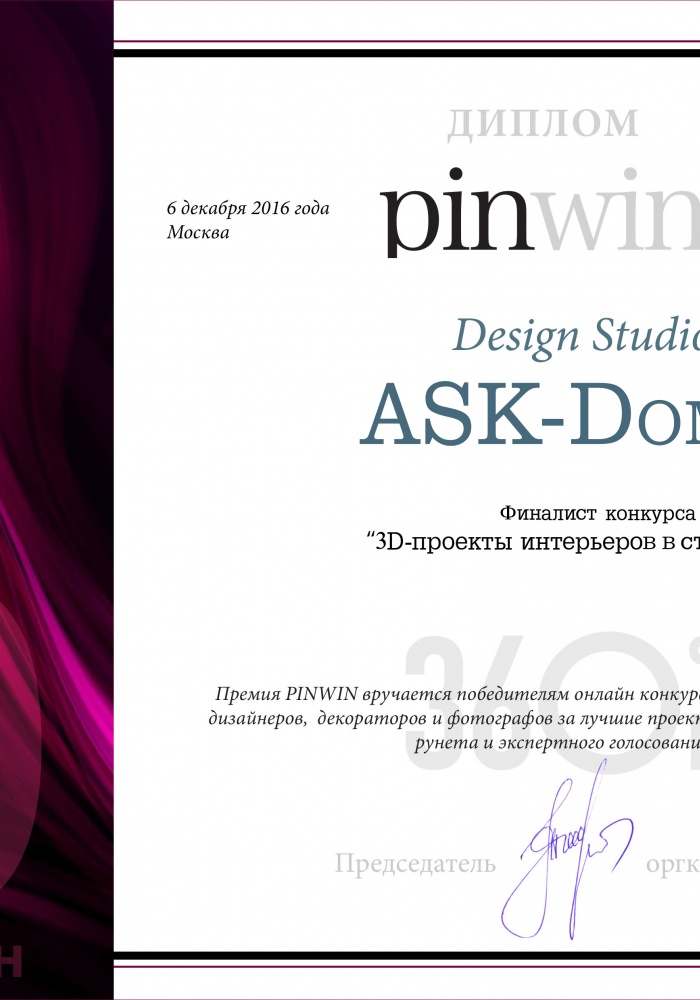 ДИПЛОМ
pinwin
6 декабря 2016 года
Москва
Design Studio
ASK-Dom
Финалист конкурса
“3D-проекты интерьеров в ст
360°
Премия PINWIN вручается победителям онлайн конкурс
дизайнеров, декораторов и фотографов за лучшие проект
рунета и экспертного голосовани
Председатель оргк
Н